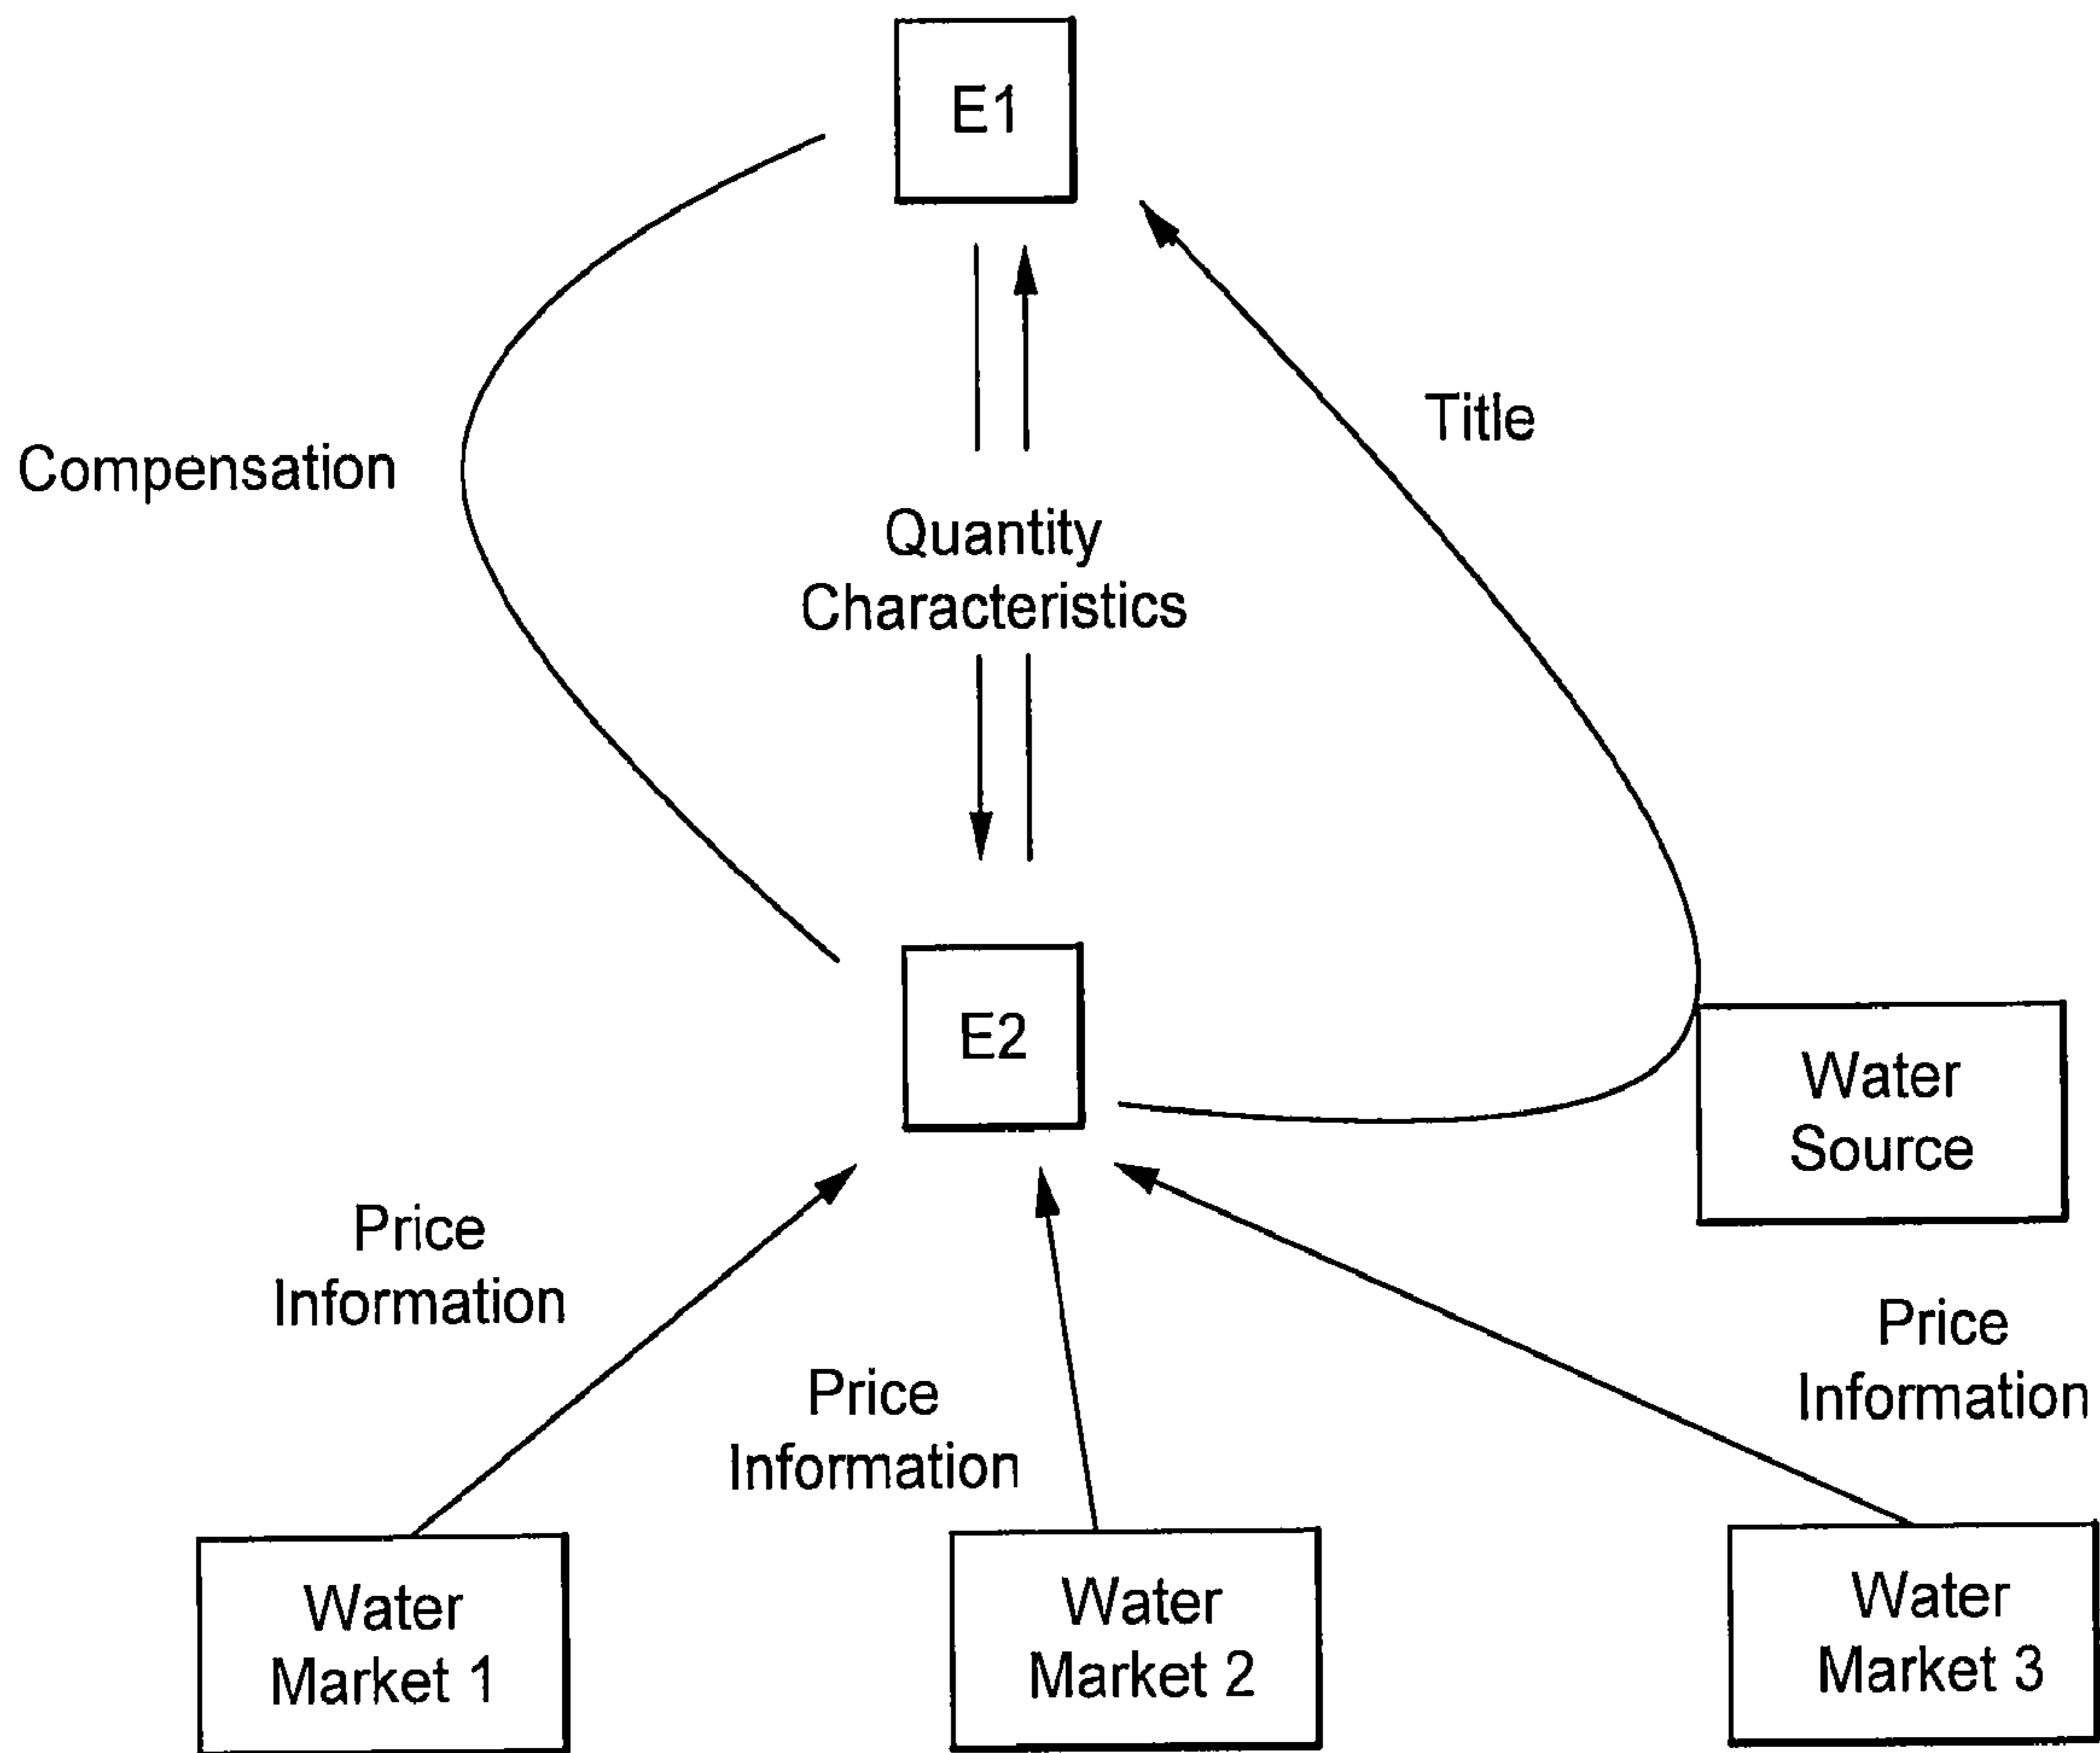 E1
Title
Compensation
Quantity
Characteristics
E2
Water
Source
Price
Information
Price
Information
Price
Information
Water
Market 1
Water
Market 2
Water
Market 3